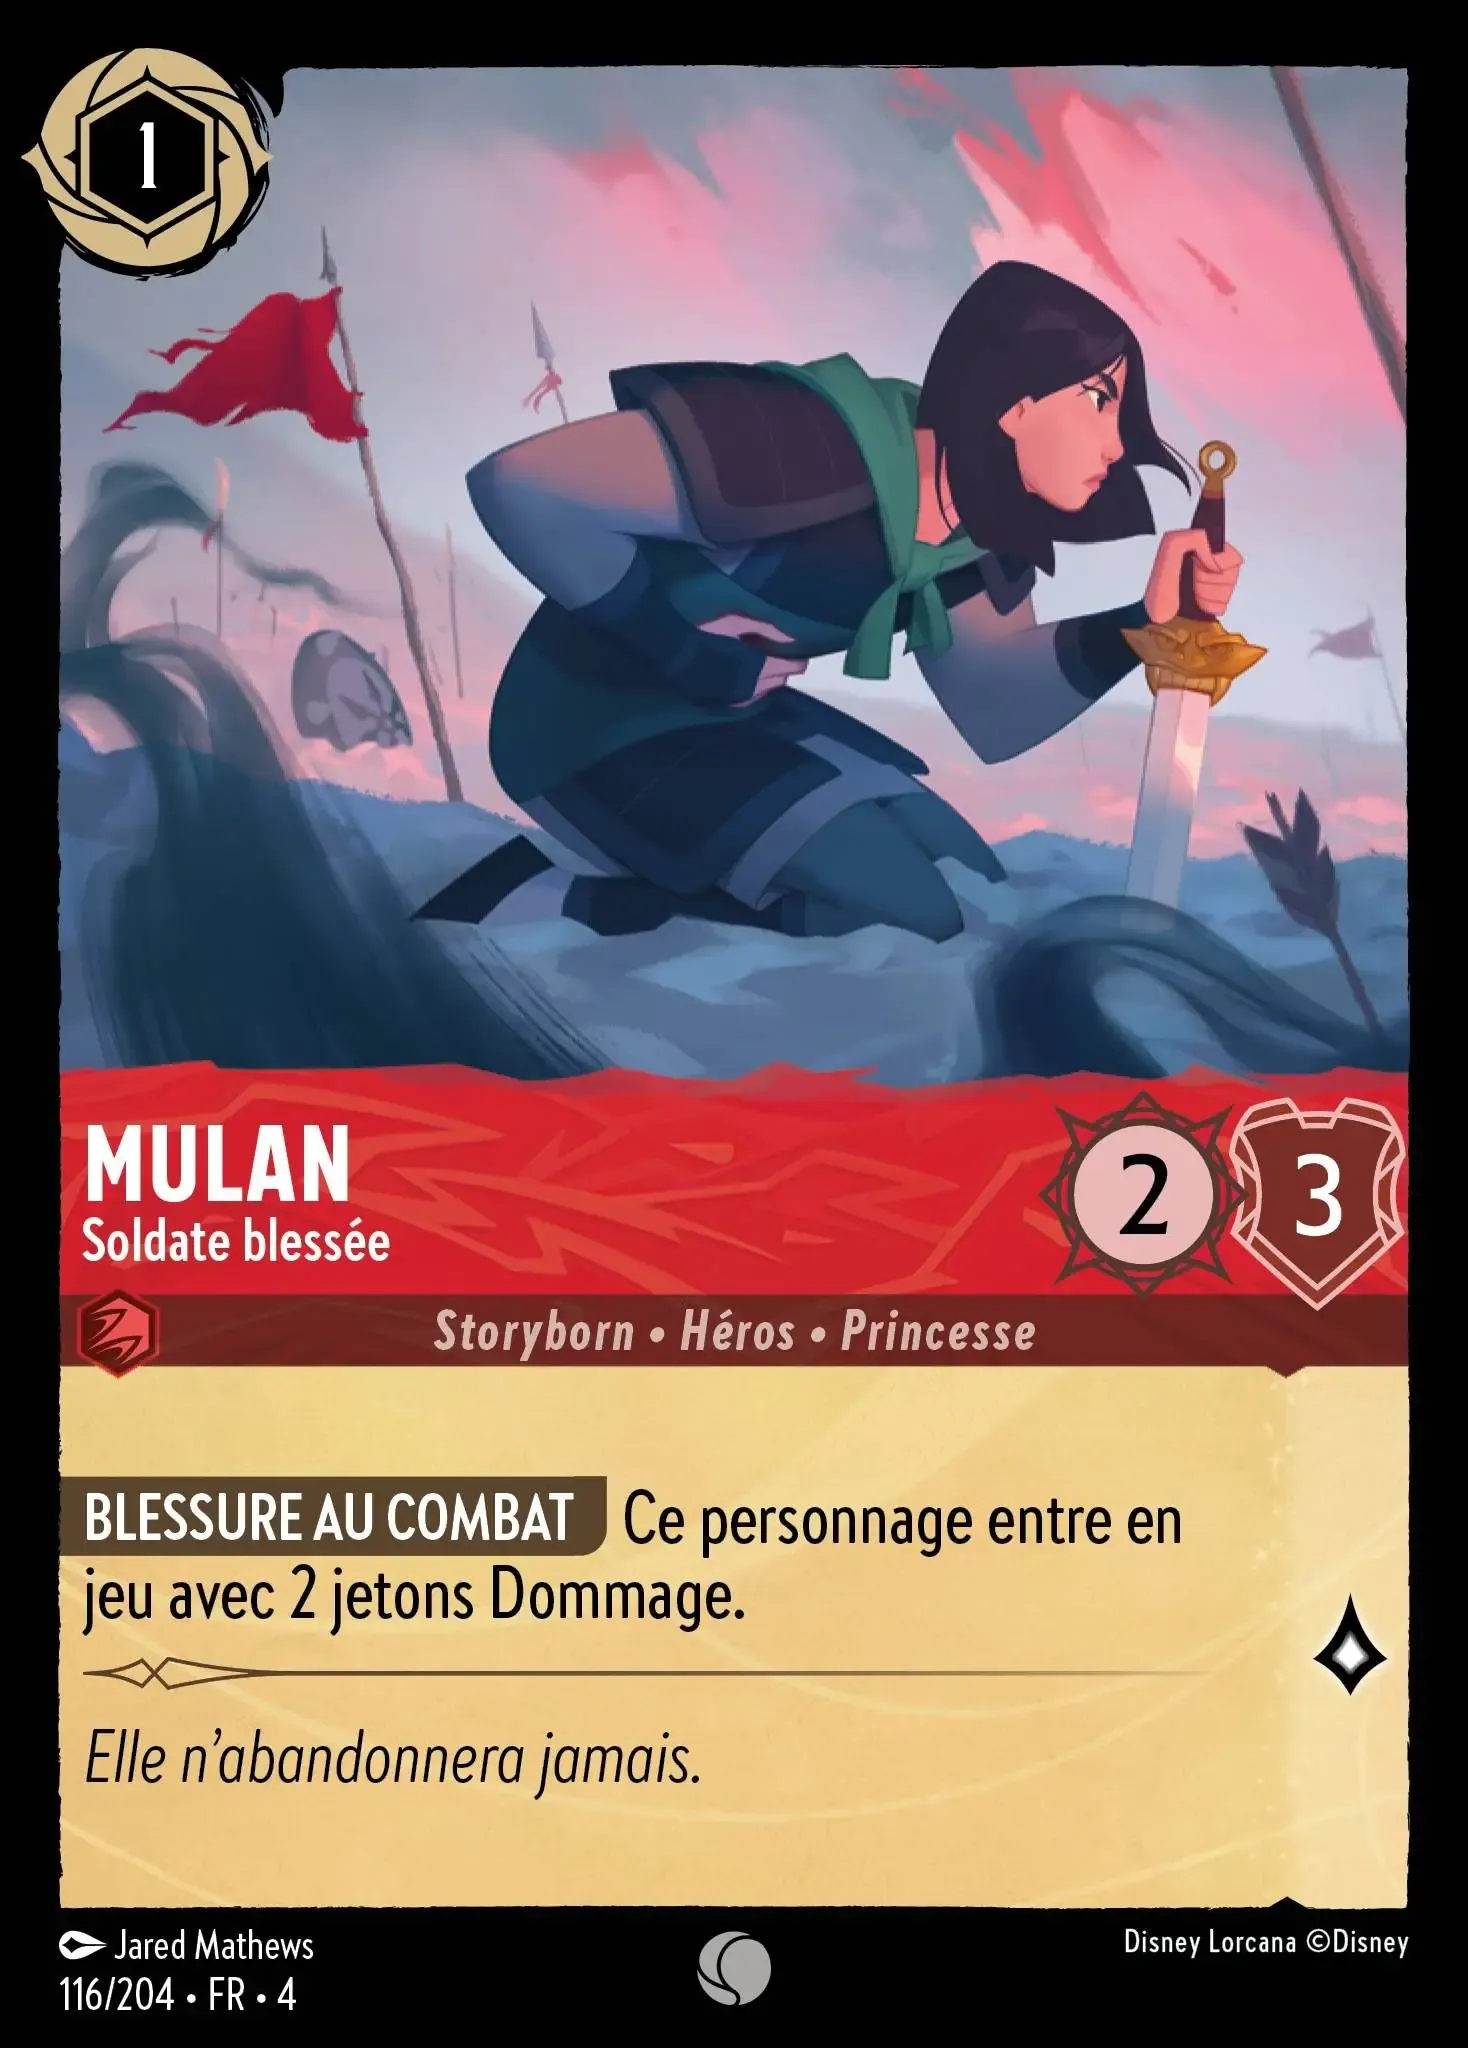 1
MULAN
Soldate blessée
2
3
Storyborn • Héros • Princesse
BLESSURE AU COMBAT Ce personnage entre en
jeu avec 2 jetons Dommage.
Elle n’abandonnera jamais.
Jared Mathews
116/204 • FR • 4
Disney Lorcana ©Disney